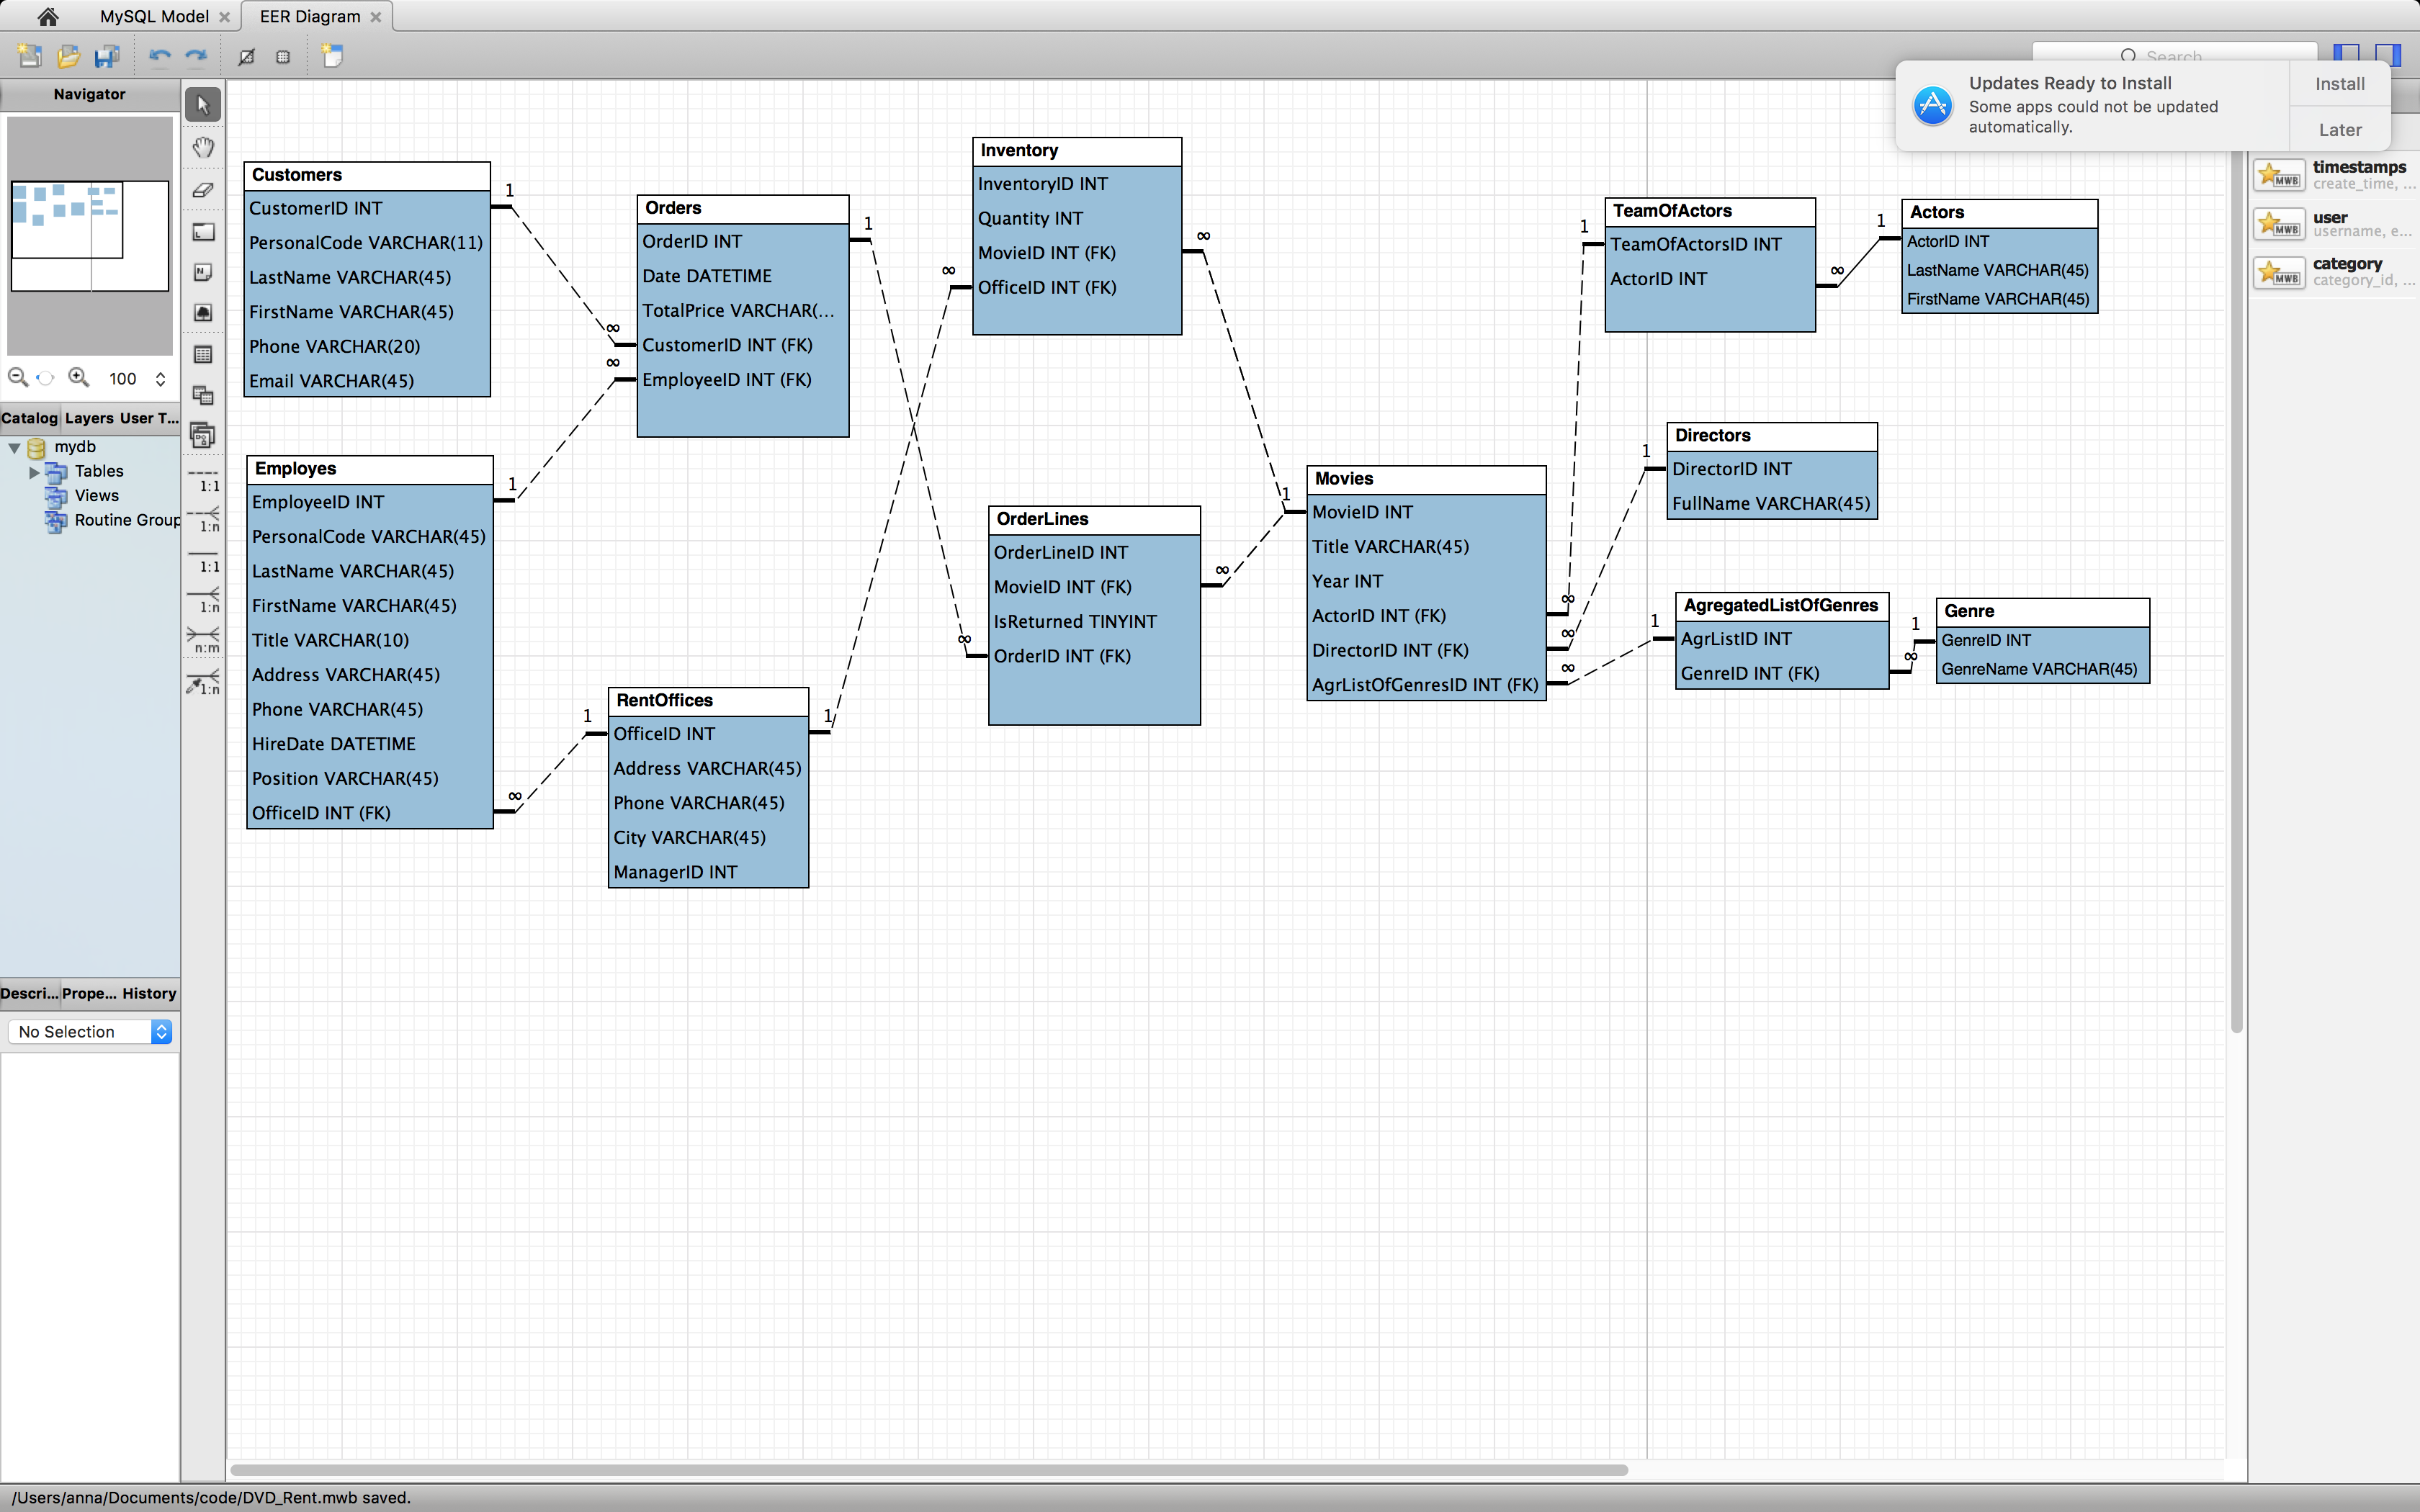 MySQL Model
EER Diagram
Search
Updates Ready to Install
Some apps could not be updated
automatically.
Install
Later
Navigator
100
Catalog Layers User T...
mydb
Tables
Views
Routine Group
Descri... Prope... History
No Selection
1:1
1:n
1:1
1:n
n:m
1:n
Customers
CustomerID INT
PersonalCode VARCHAR(11)
LastName VARCHAR(45)
FirstName VARCHAR(45)
Phone VARCHAR(20)
Email VARCHAR(45)
1
∞
∞
1
Employes
EmployeeID INT
PersonalCode VARCHAR(45)
LastName VARCHAR(45)
FirstName VARCHAR(45)
Title VARCHAR(10)
Address VARCHAR(45)
Phone VARCHAR(45)
HireDate DATETIME
Position VARCHAR(45)
OfficeID INT (FK)
∞
1
Orders
OrderID INT
Date DATETIME
TotalPrice VARCHAR(...
CustomerID INT (FK)
EmployeeID INT (FK)
1
∞
RentOffices
OfficeID INT
Address VARCHAR(45)
Phone VARCHAR(45)
City VARCHAR(45)
ManagerID INT
1
∞
Inventory
InventoryID INT
Quantity INT
MovieID INT (FK)
OfficeID INT (FK)
∞
1
OrderLines
OrderLineID INT
MovieID INT (FK)
IsReturned TINYINT
OrderID INT (FK)
∞
Movies
MovieID INT
Title VARCHAR(45)
Year INT
ActorID INT (FK)
DirectorID INT (FK)
AgrListOfGenresID INT (FK)
∞
∞
∞
1
TeamOfActors
TeamOfActorsID INT
ActorID INT
∞
1
Actors
ActorID INT
LastName VARCHAR(45)
FirstName VARCHAR(45)
1
Directors
DirectorID INT
FullName VARCHAR(45)
1
AgregatedListOfGenres
AgrListID INT
GenreID INT (FK)
∞
1
Genre
GenreID INT
GenreName VARCHAR(45)
MWB
timestamps
create_time, ...
MWB
user
username, e...
MWB
category
category_id, ...
/Users/anna/Documents/code/DVD_Rent.mwb saved.